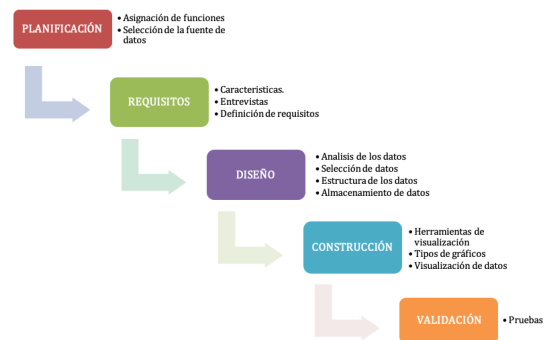 PLANIFICACIÓN
• Asignación de funciones
• Selección de la fuente de
datos
REQUISITOS
• Caracteristicas.
• Entrevistas
• Definición de requisitos
DISEÑO
• Analisis de los datos
• Selección de datos
• Estructura de los datos
• Almacenamiento de datos
CONSTRUCCIÓN
• Herramientas de
visualización
• Tipos de gráficos
• Visualización de datos
VALIDACIÓN
• Pruebas